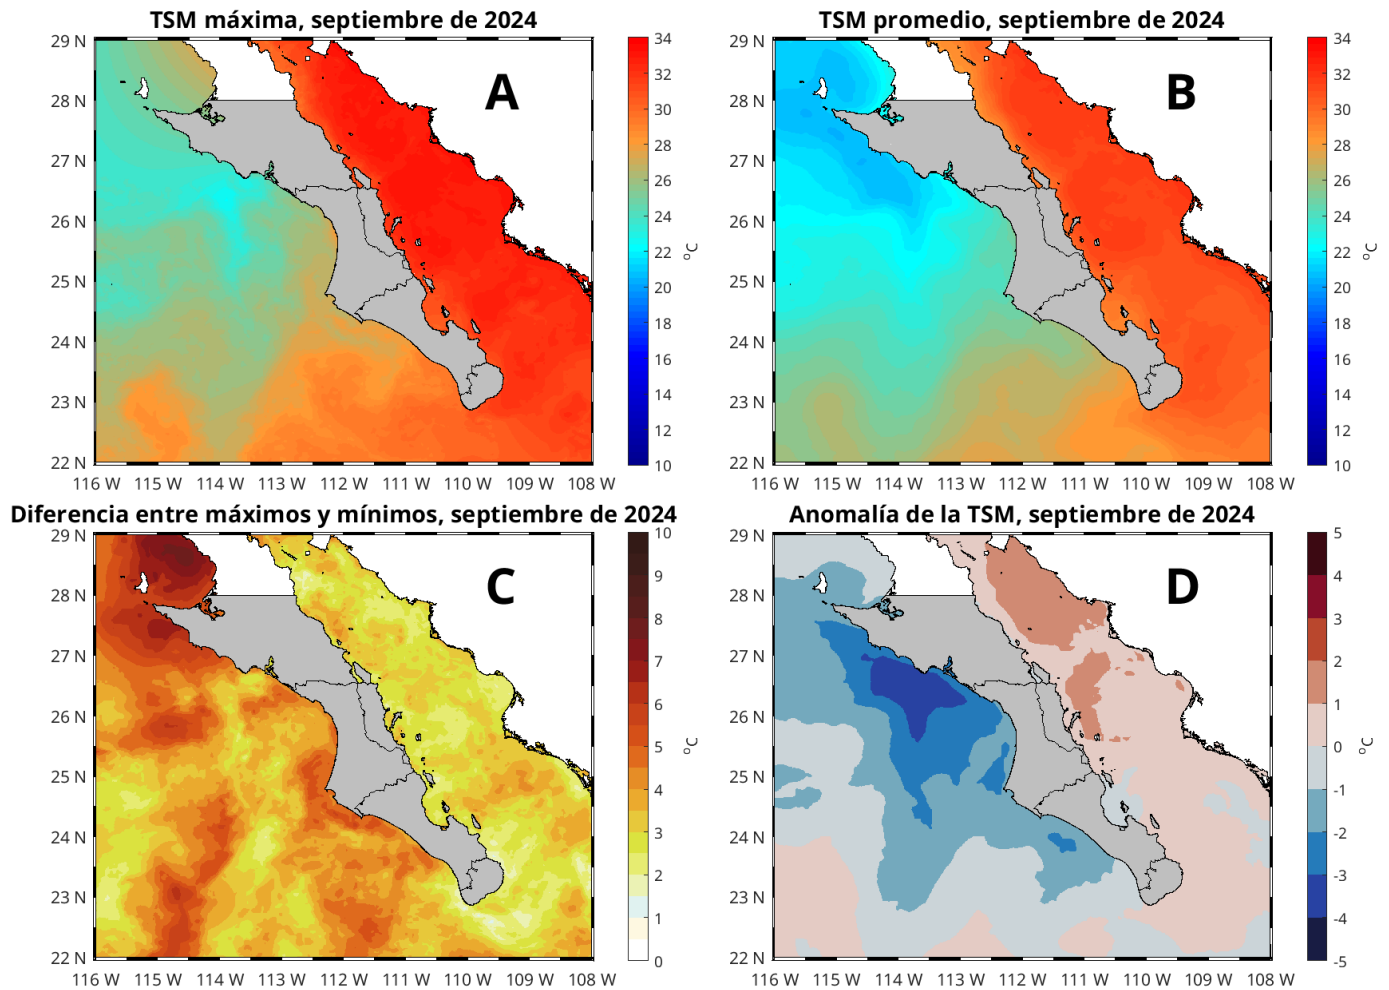 TSM máxima, septiembre de 2024
A
29 N
28 N
27 N
26 N
25 N
24 N
23 N
22 N
116 W 115 W 114 W 113 W 112 W 111 W 110 W 109 W 108 W
34
32
30
28
26
24
22
20
18
16
14
12
10
°C
TSM promedio, septiembre de 2024
B
29 N
28 N
27 N
26 N
25 N
24 N
23 N
22 N
116 W 115 W 114 W 113 W 112 W 111 W 110 W 109 W 108 W
34
32
30
28
26
24
22
20
18
16
14
12
10
°C
Diferencia entre máximos y mínimos, septiembre de 2024
C
29 N
28 N
27 N
26 N
25 N
24 N
23 N
22 N
116 W 115 W 114 W 113 W 112 W 111 W 110 W 109 W 108 W
10
9
8
7
6
5
4
3
2
1
0
°C
Anomalía de la TSM, septiembre de 2024
D
29 N
28 N
27 N
26 N
25 N
24 N
23 N
22 N
116 W 115 W 114 W 113 W 112 W 111 W 110 W 109 W 108 W
5
4
3
2
1
0
-1
-2
-3
-4
-5
°C